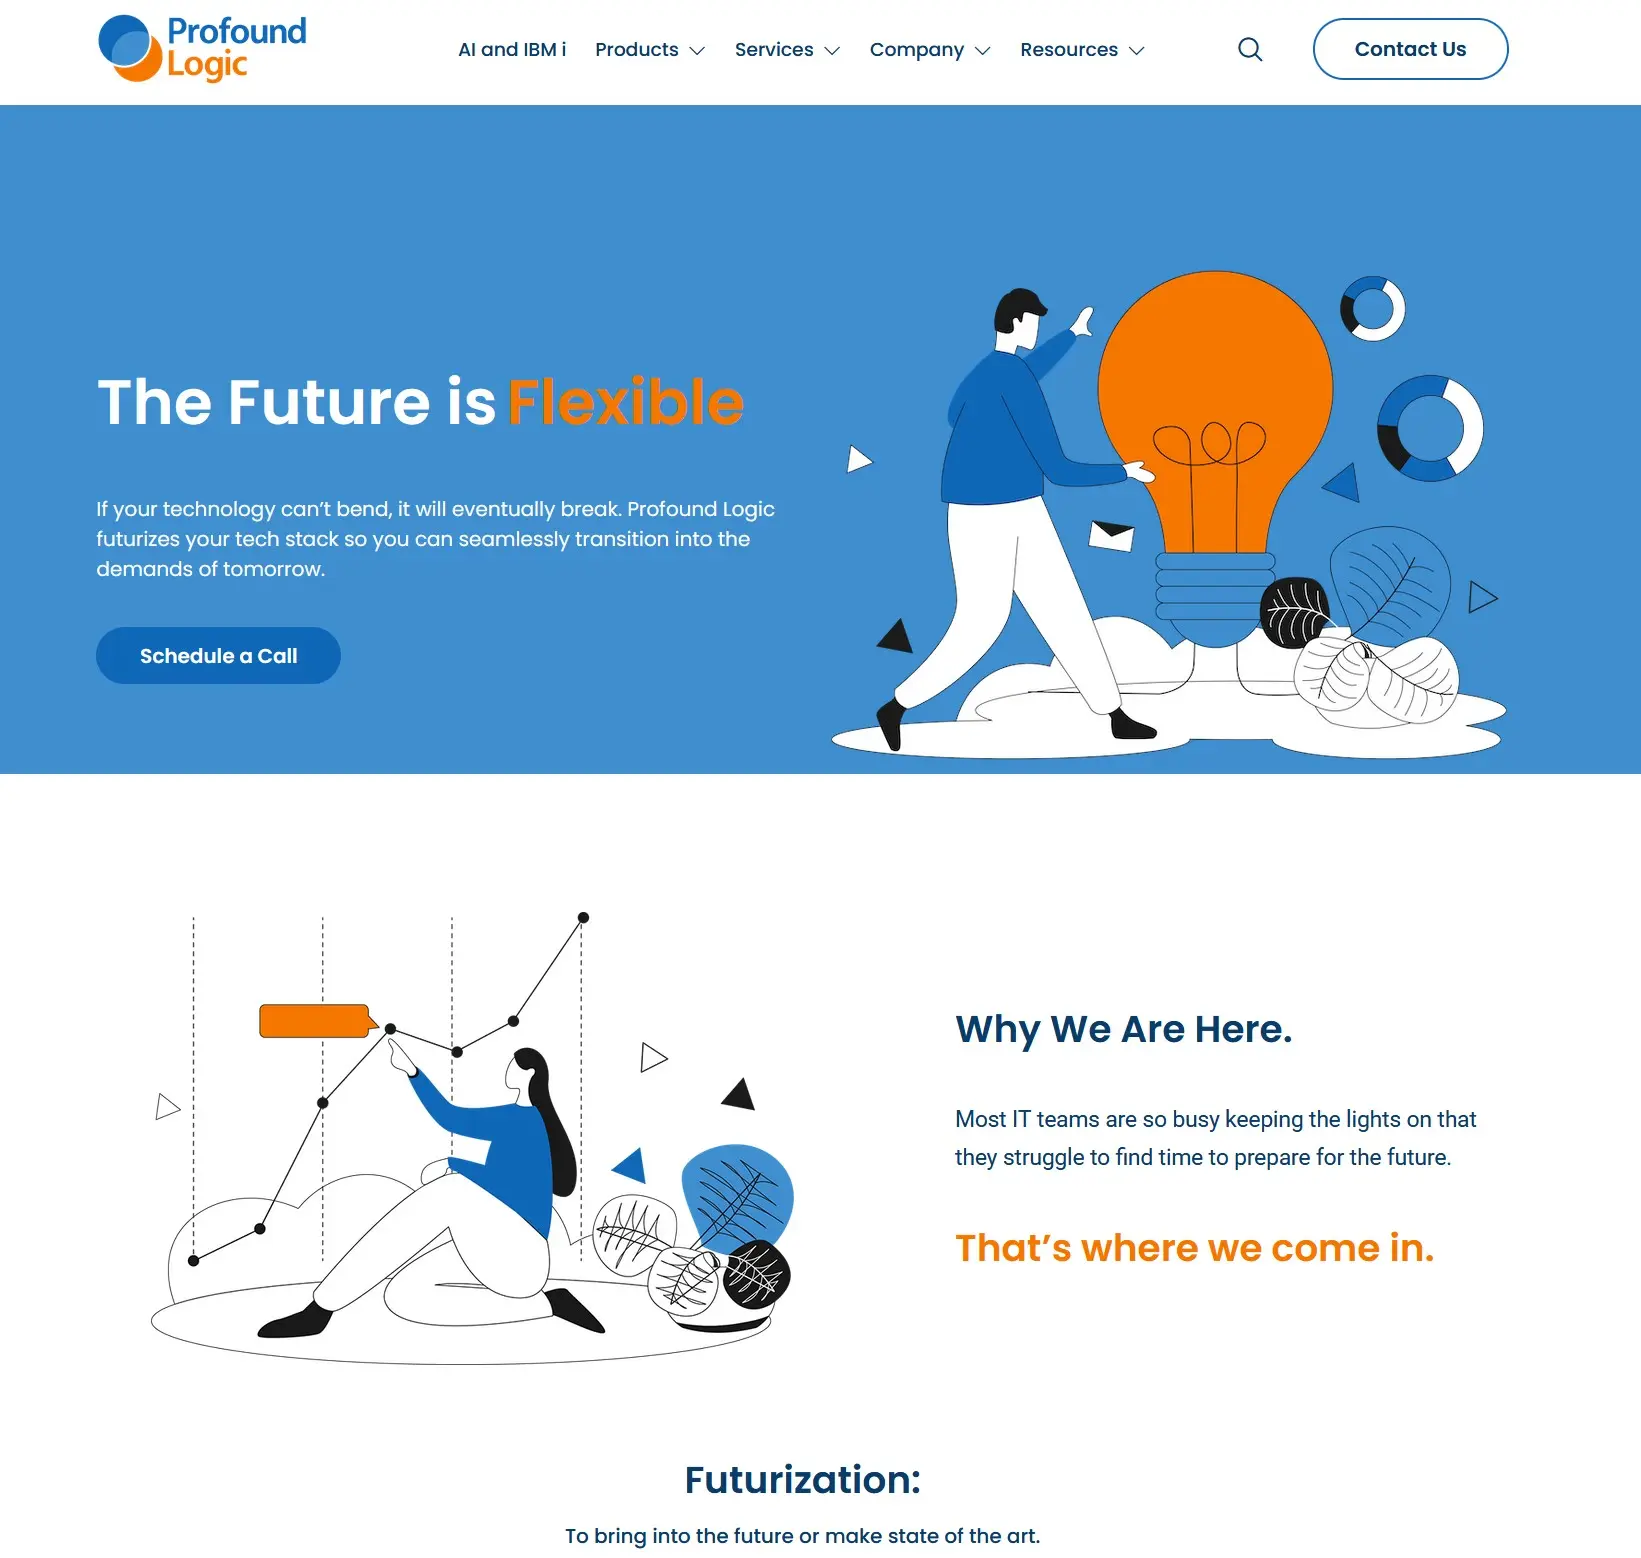 Profound
Logic
AI and IBM i
Products
Services
Company
Resources
Contact Us
The Future is Flexible
If your technology can’t bend, it will eventually break. Profound Logic
futurizes your tech stack so you can seamlessly transition into the
demands of tomorrow.
Schedule a Call
Why We Are Here.
Most IT teams are so busy keeping the lights on that
they struggle to find time to prepare for the future.
That’s where we come in.
Futurization:
To bring into the future or make state of the art.